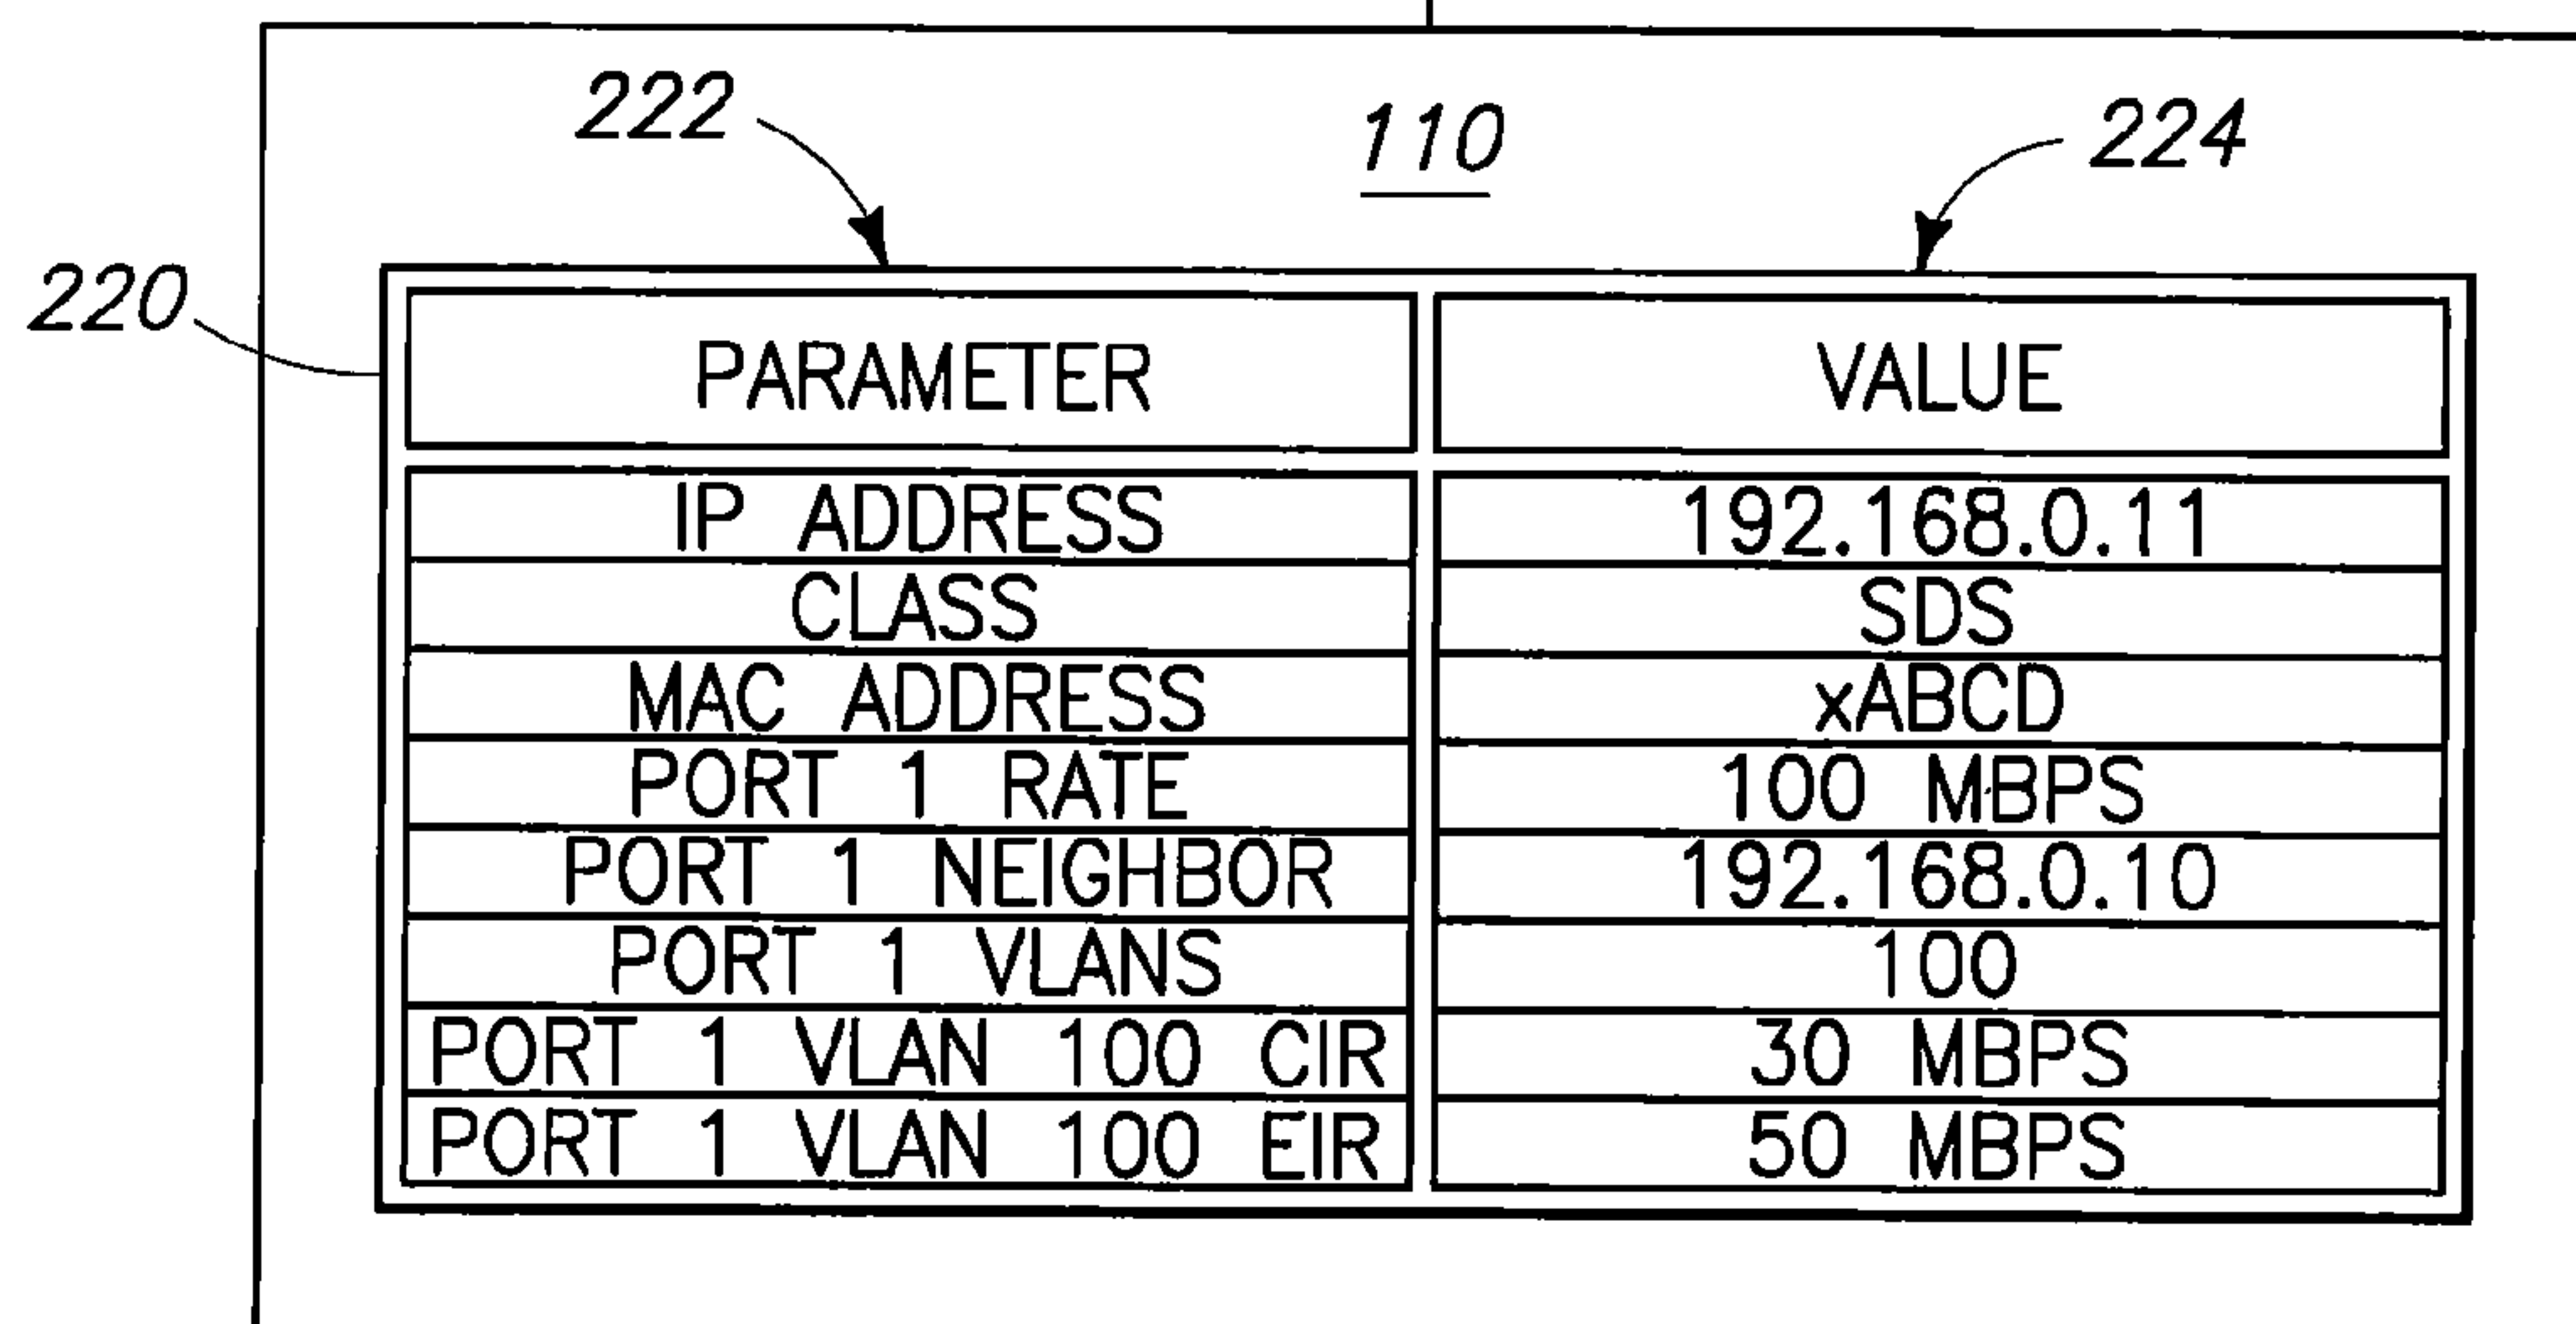 222
110
224
220
PARAMETER VALUE
IP ADDRESS 192.168.0.11
CLASS SDS
MAC ADDRESS xABCD
PORT 1 RATE 100 MBPS
PORT 1 NEIGHBOR 192.168.0.10
PORT 1 VLANS 100
PORT 1 VLAN 100 CIR 30 MBPS
PORT 1 VLAN 100 EIR 50 MBPS